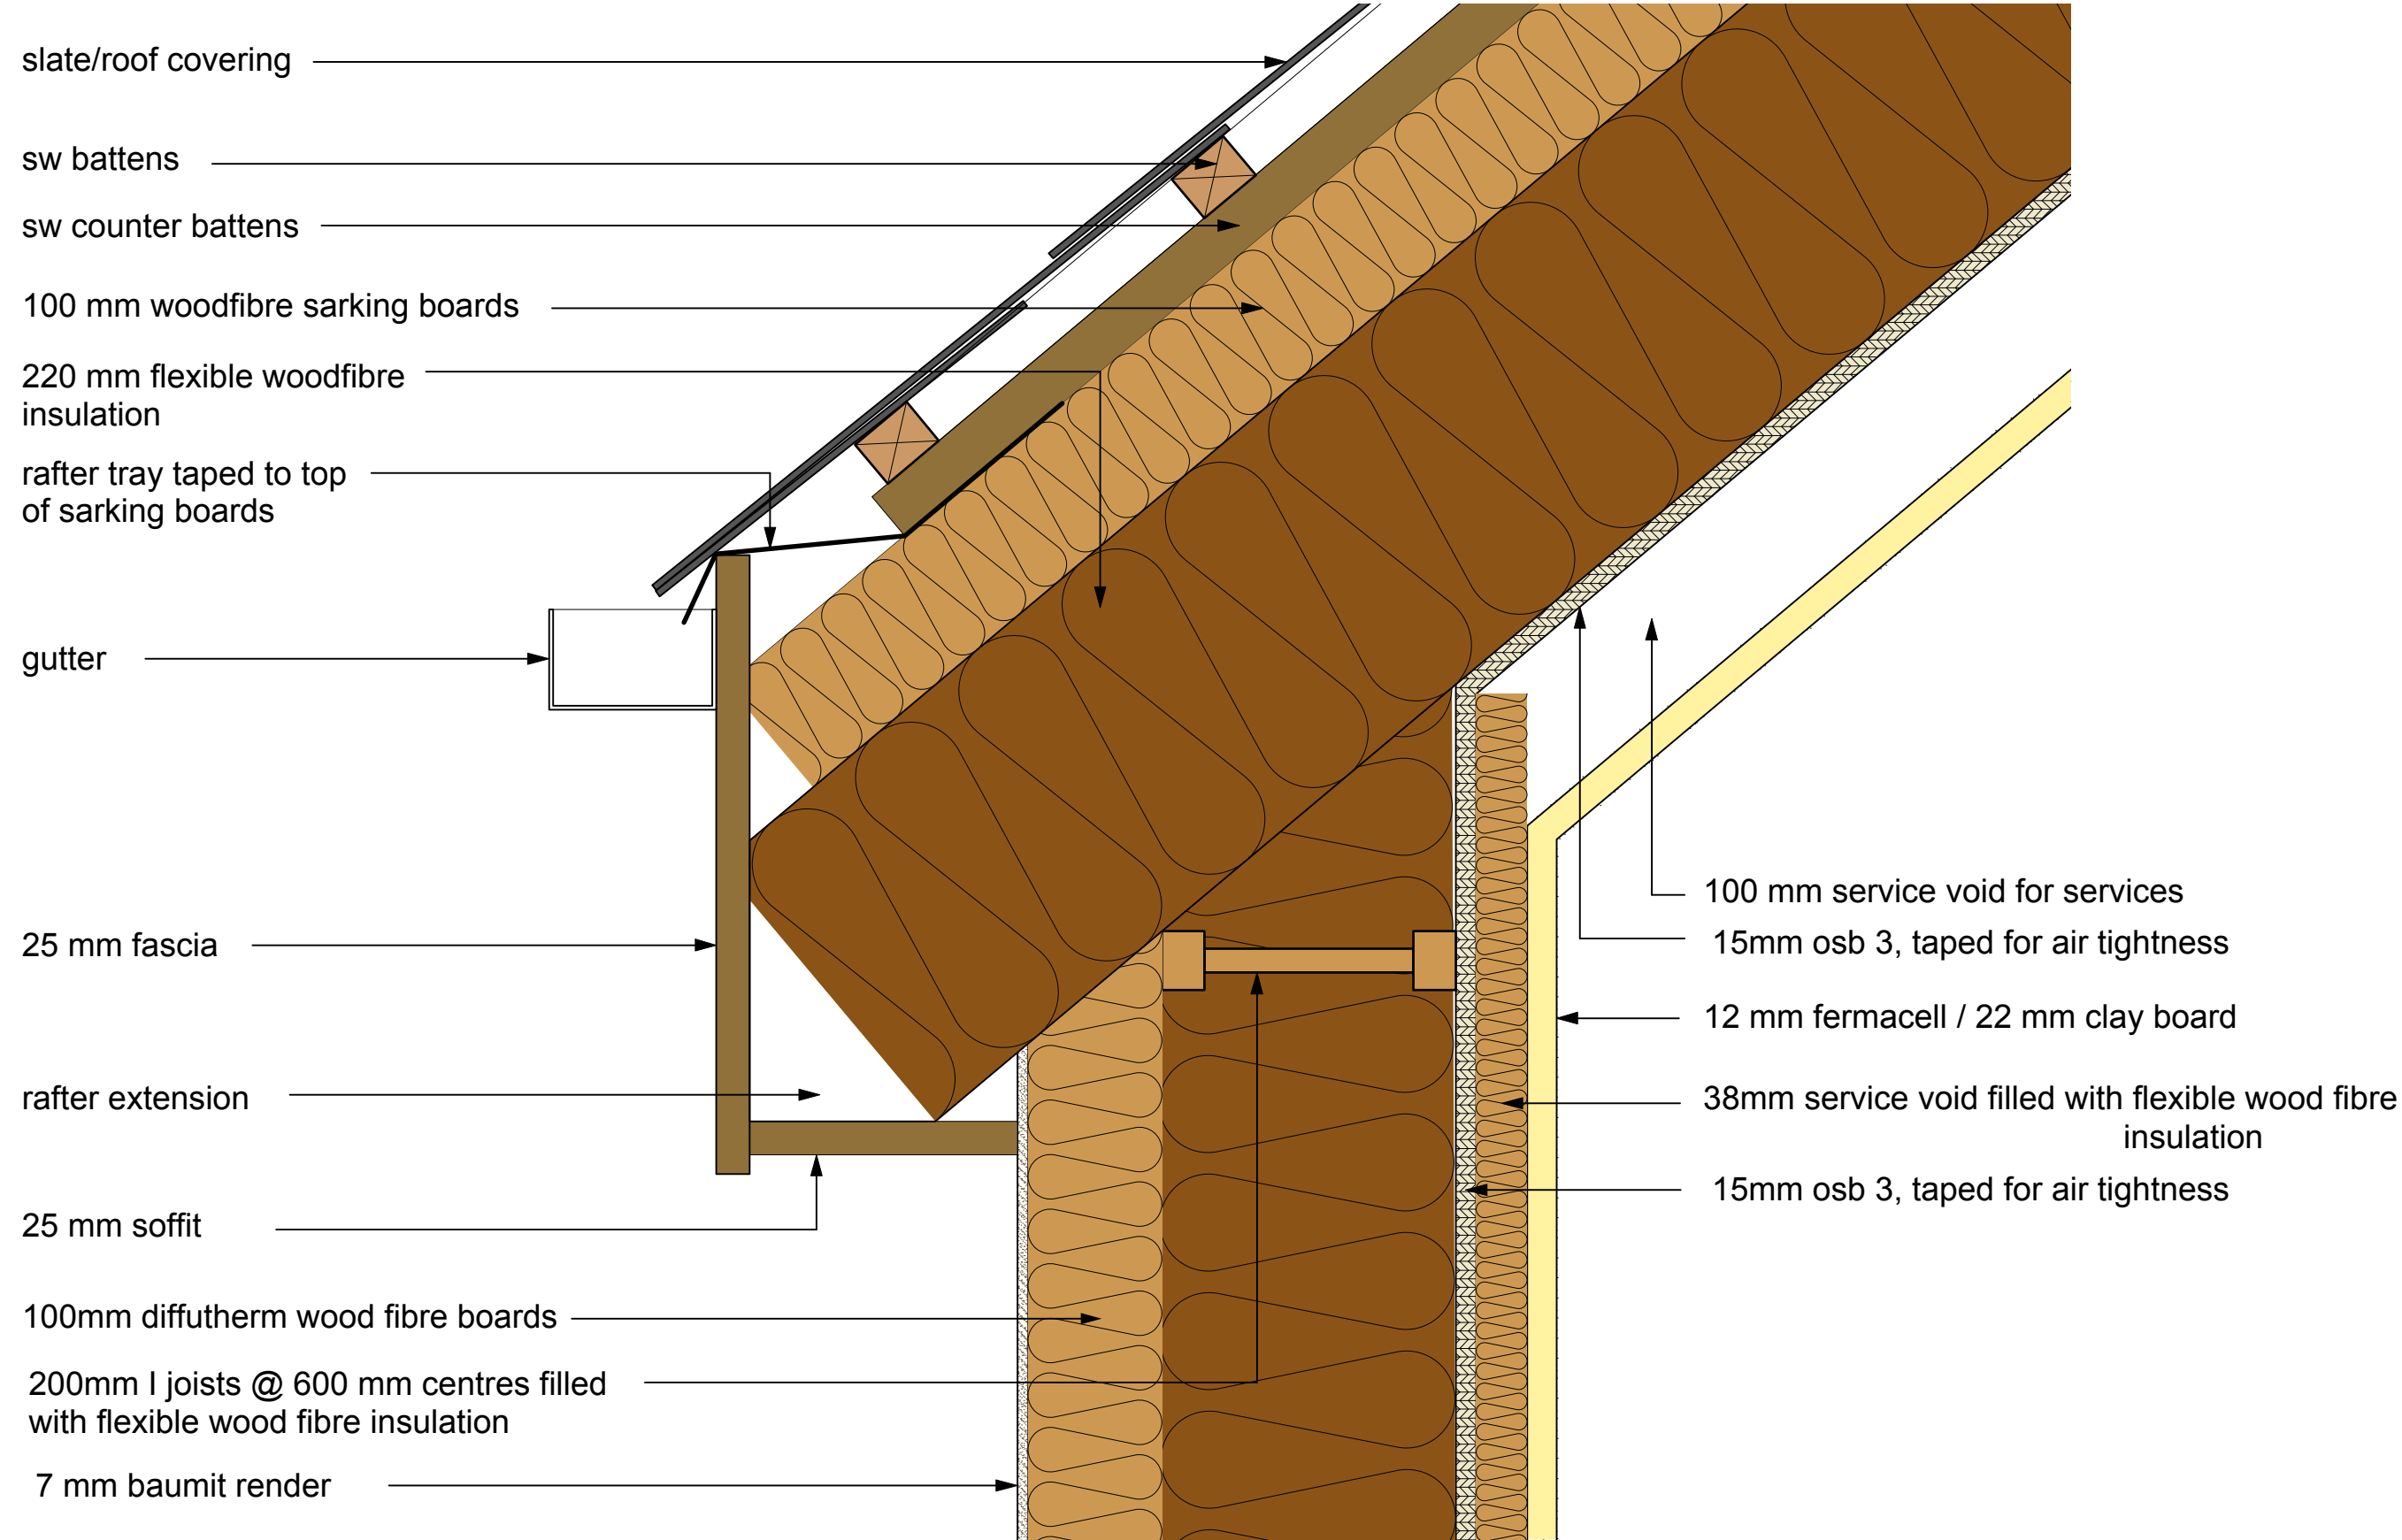 slate/roof covering
sw battens
sw counter battens
100 mm woodfibre sarking boards
220 mm flexible woodfibre
insulation
rafter tray taped to top
of sarking boards
gutter
25 mm fascia
rafter extension
25 mm soffit
100mm diffutherm wood fibre boards
200mm I joists @ 600 mm centres filled
with flexible wood fibre insulation
7 mm baumit render
100 mm service void for services
15mm osb 3, taped for air tightness
12 mm fermacell / 22 mm clay board
38mm service void filled with flexible wood fibre
insulation
15mm osb 3, taped for air tightness